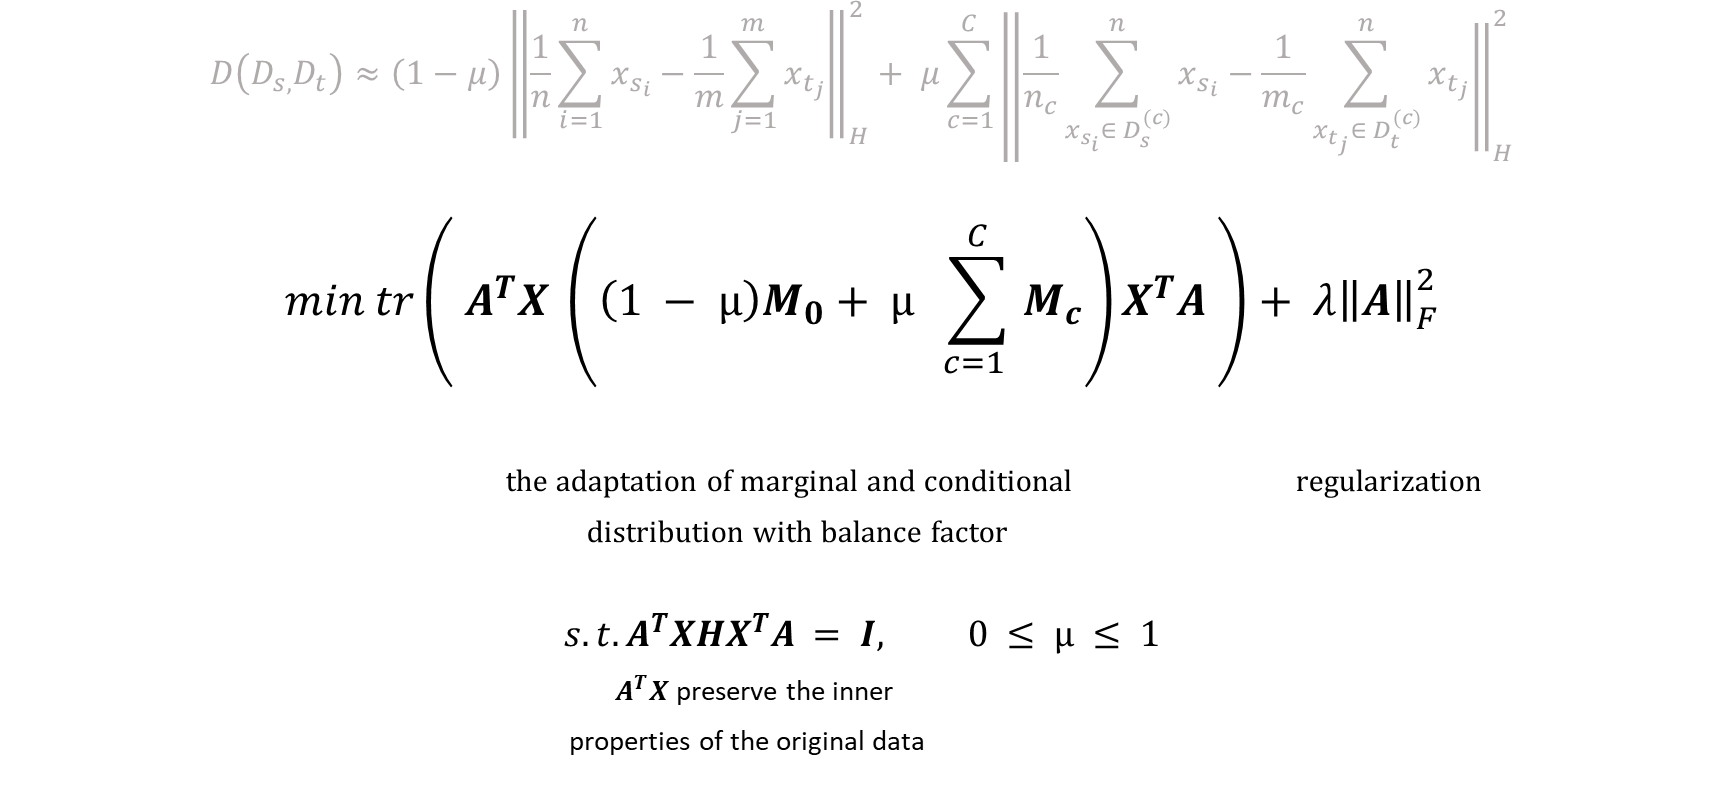 D(D_s,D_t) ≈ (1 − μ) ‖ 1/n ∑_{i=1}^{n} x_{s_i} − 1/m ∑_{j=1}^{m} x_{t_j} ‖_H^2 + μ ∑_{c=1}^{C} ‖ 1/n_c ∑_{x_{s_i} ∈ D_s^{(c)}}^{n} x_{s_i} − 1/m_c ∑_{x_{t_j} ∈ D_t^{(c)}}^{n} x_{t_j} ‖_H^2
min tr ( A^T X ( (1 − μ)M_0 + μ ∑_{c=1}^{C} M_c ) X^T A ) + λ‖A‖_F^2
the adaptation of marginal and conditional regularization
distribution with balance factor
s.t. A^T XHX^T A = I, 0 ≤ μ ≤ 1
A^T X preserve the inner
properties of the original data